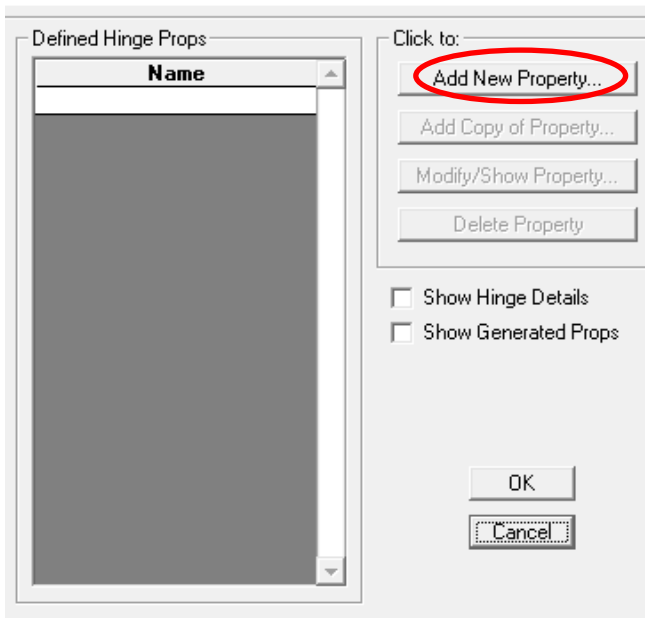 Defined Hinge Props
Name
Click to:
Add New Property...
Add Copy of Property...
Modify/Show Property...
Delete Property
Show Hinge Details
Show Generated Props
OK
Cancel